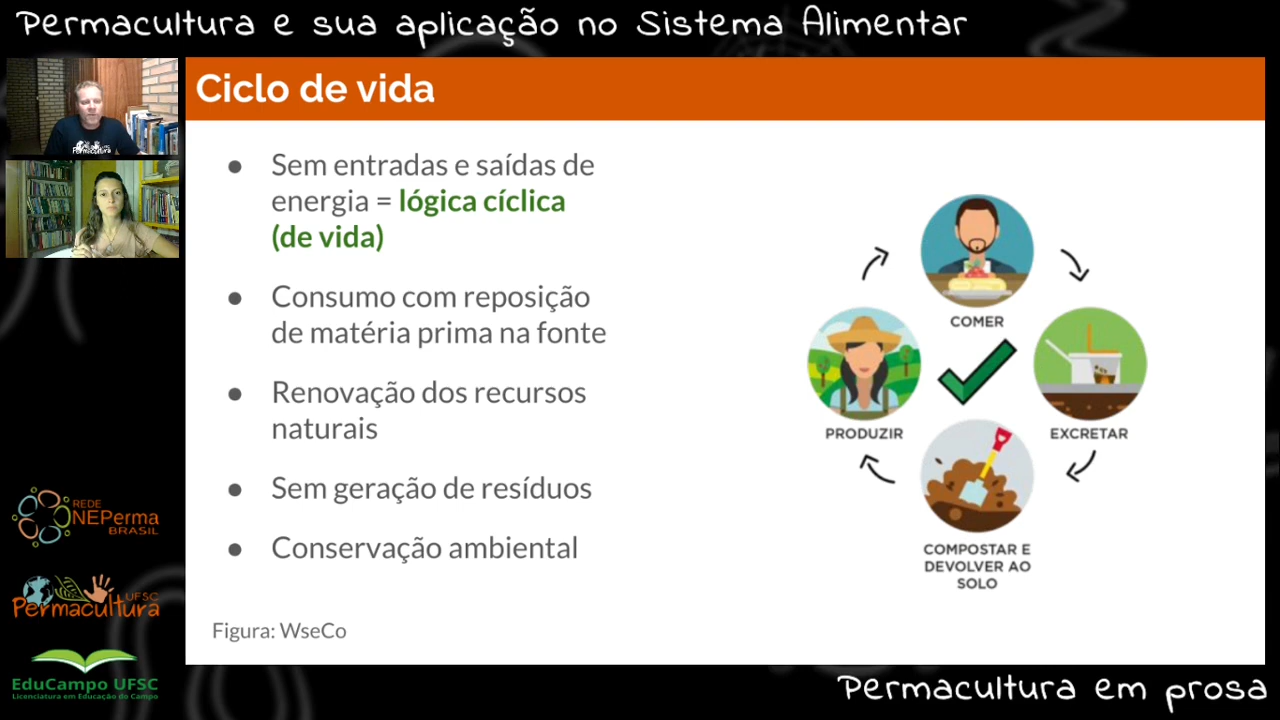 Permacultura e sua aplicação no Sistema Alimentar
Ciclo de vida
● Sem entradas e saídas de
energia = lógica cíclica
(de vida)
● Consumo com reposição
de matéria prima na fonte
● Renovação dos recursos
naturais
● Sem geração de resíduos
● Conservação ambiental
Figura: WseCo
COMER
PRODUZIR
EXCRETAR
COMPOSTAR E
DEVOLVER AO
SOLO
Permacultura
REDE
NEPerma
BRASIL
UFSC
Permacultura
EduCampo UFSC
Licenciatura em Educação do Campo
Permacultura em prosa